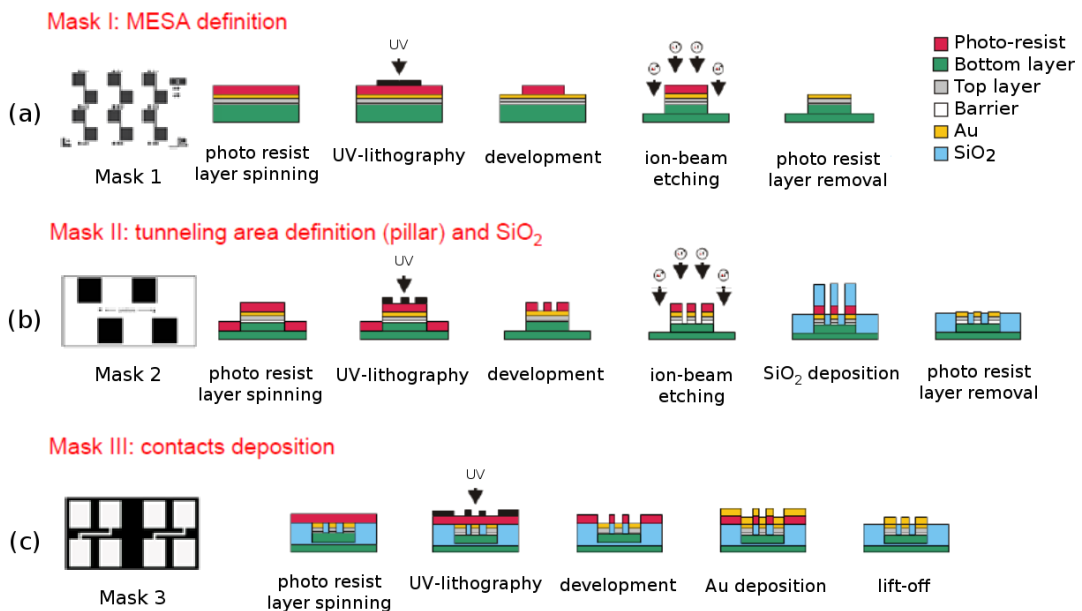 Mask I: MESA definition
(a)
Mask 1
photo resist
layer spinning
UV
UV-lithography
development
ion-beam
etching
photo resist
layer removal
Photo-resist
Bottom layer
Top layer
Barrier
Au
SiO₂
Mask II: tunneling area definition (pillar) and SiO₂
(b)
Mask 2
photo resist
layer spinning
UV
UV-lithography
development
ion-beam
etching
SiO₂ deposition
photo resist
layer removal
Mask III: contacts deposition
(c)
Mask 3
photo resist
layer spinning
UV
UV-lithography
development
Au deposition
lift-off